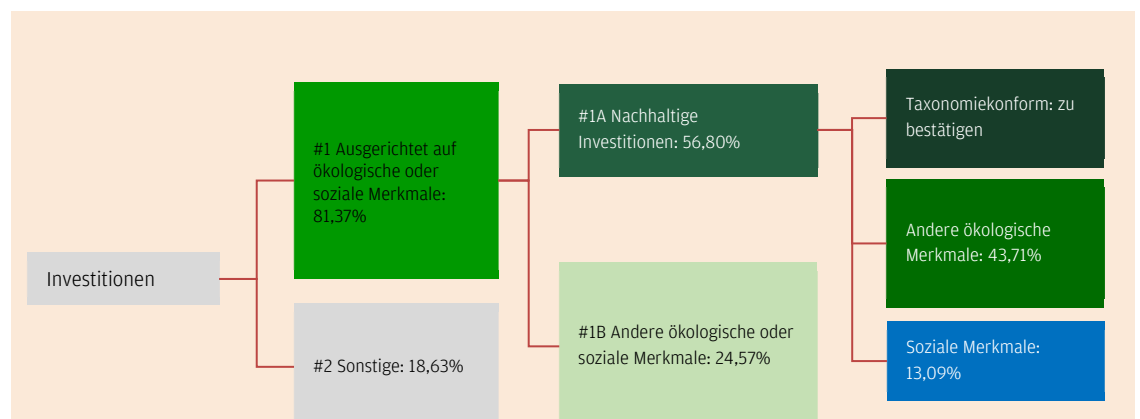 Investitionen
#1 Ausgerichtet auf
ökologische oder
soziale Merkmale:
81,37%
#2 Sonstige: 18,63%
#1A Nachhaltige
Investitionen: 56,80%
#1B Andere ökologische oder
soziale Merkmale: 24,57%
Taxonomiekonform: zu
bestätigen
Andere ökologische
Merkmale: 43,71%
Soziale Merkmale:
13,09%